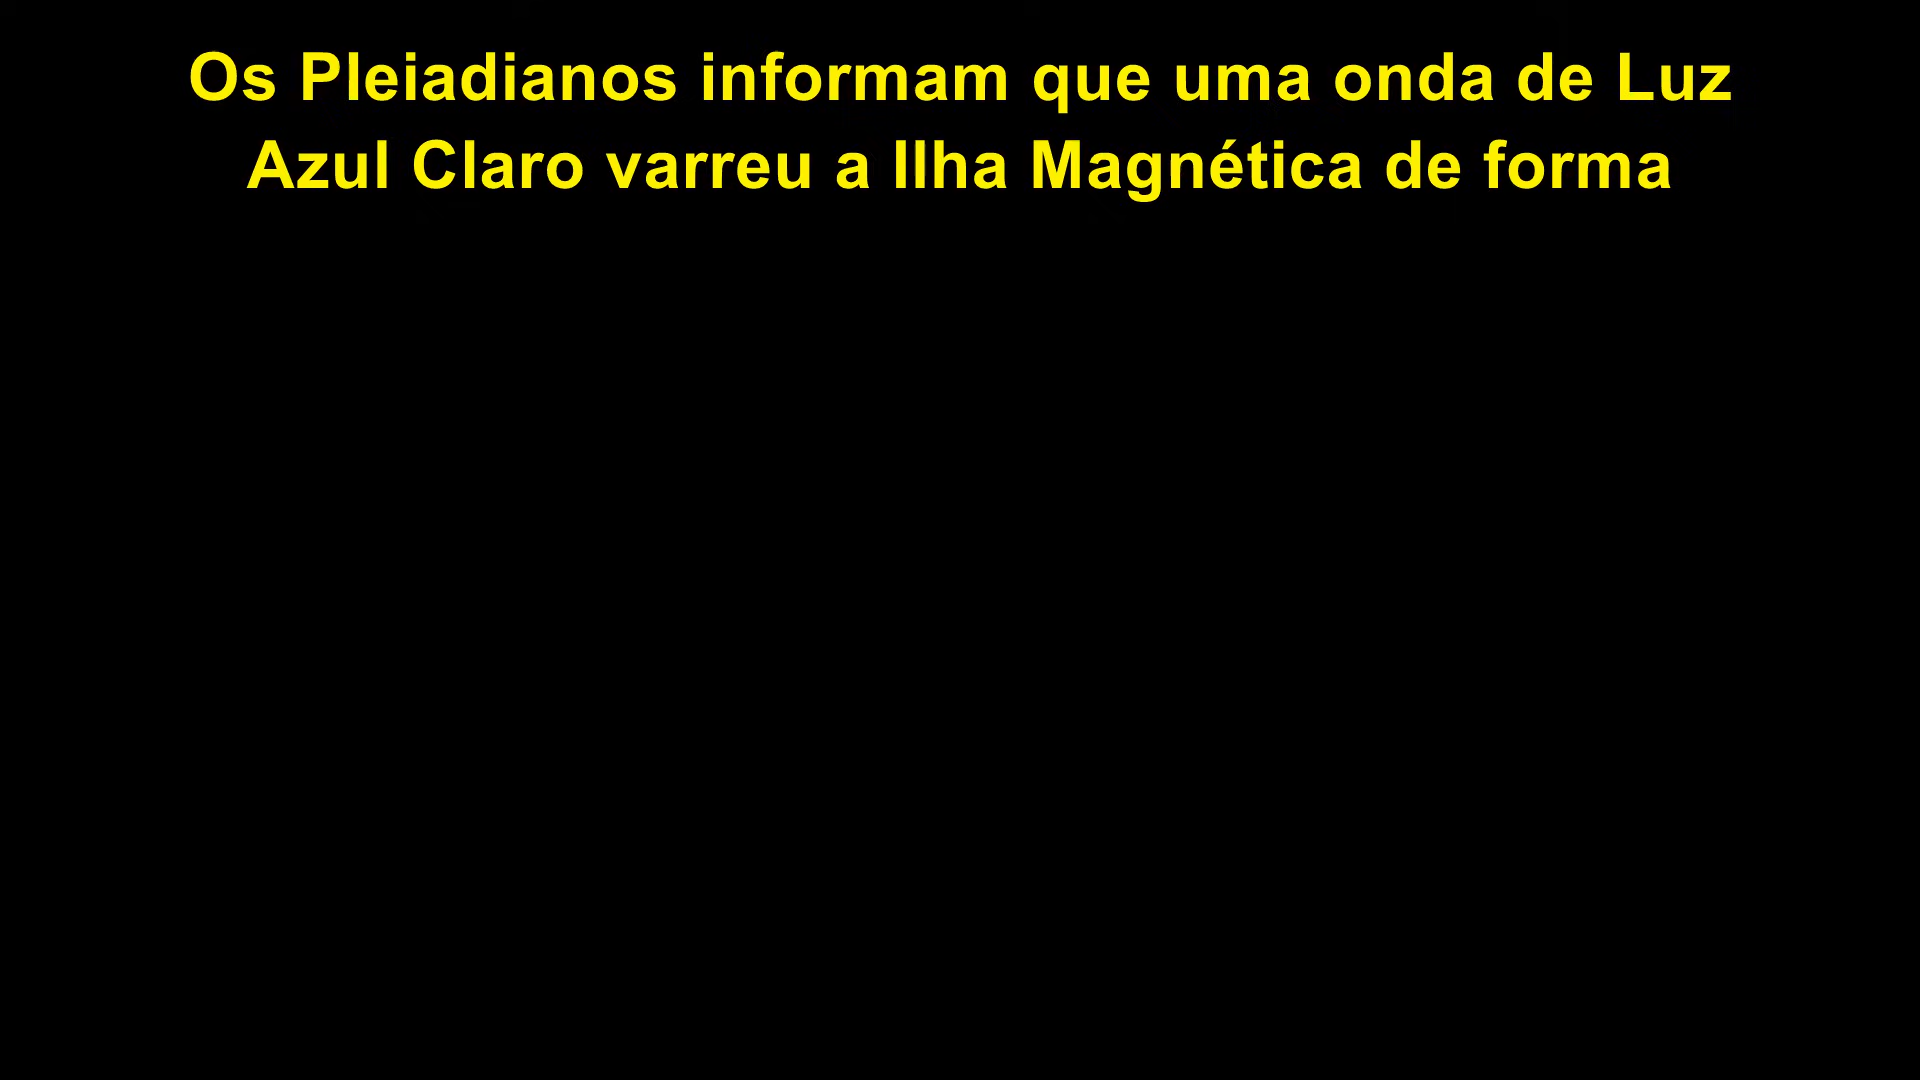 Os Pleiadianos informam que uma onda de Luz
Azul Claro varreu a Ilha Magnética de forma